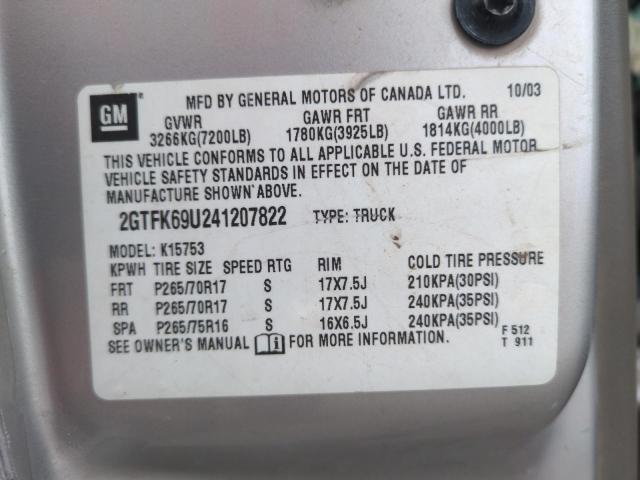 GM
MFD BY GENERAL MOTORS OF CANADA LTD. 10/03
GVWR GAWR FRT GAWR RR
3266KG(7200LB) 1780KG(3925LB) 1814KG(4000LB)
THIS VEHICLE CONFORMS TO ALL APPLICABLE U.S. FEDERAL MOTOR
VEHICLE SAFETY STANDARDS IN EFFECT ON THE DATE OF
MANUFACTURE SHOWN ABOVE.
2GTFK69U241207822 TYPE: TRUCK
MODEL: K15753
KPWH TIRE SIZE SPEED RTG RIM COLD TIRE PRESSURE
FRT P265/70R17 S 17X7.5J 210KPA(30PSI)
RR P265/70R17 S 17X7.5J 240KPA(35PSI)
SPA P265/75R16 S 16X6.5J 240KPA(35PSI)
SEE OWNER'S MANUAL i FOR MORE INFORMATION.
F 512
T 911